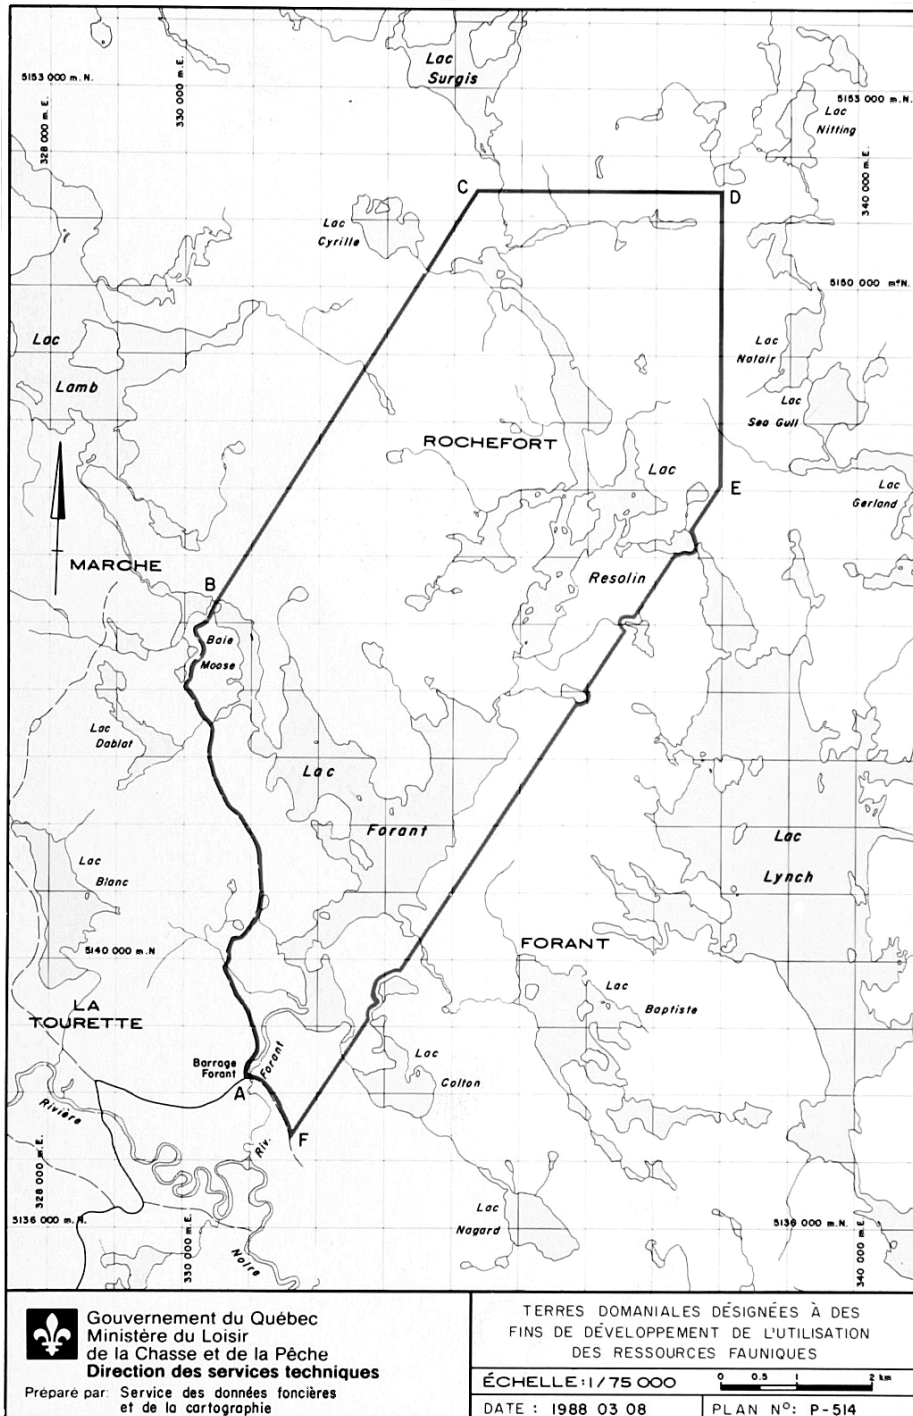 Lac
Surgis
5153 000 m. N.
328 000 m. E.
330 000 m. E.
5153 000 m. N.
Lac
Nitting
340 000 m. E.
C
D
Lac
Cyrille
5150 000 m. N.
Lac
Lamb
Lac
Nalair
Lac
Sea Gull
ROCHEFORT
Lac
Resolin
E
Lac
Gerland
MARCHE
B
Baie
Moose
Lac
Dablat
Lac
Forant
Lac
Lynch
Lac
Blanc
5140 000 m. N
FORANT
LA
TOURETTE
Lac
Baptiste
Barrage
Forant
A
Riv. Forant
Lac
Colton
F
Rivière
Noire
328 000 m. E.
5136 000 m. N.
330 000 m. E.
Lac
Nogard
5136 000 m. N.
340 000 m. E.
Gouvernement du Québec
Ministère du Loisir
de la Chasse et de la Pêche
Direction des services techniques
Préparé par: Service des données foncières
et de la cartographie
TERRES DOMANIALES DÉSIGNÉES À DES
FINS DE DÉVELOPPEMENT DE L'UTILISATION
DES RESSOURCES FAUNIQUES
ÉCHELLE: 1/75 000
0 0.5 1 2 km
DATE : 1988 03 08
PLAN Nº: P-514